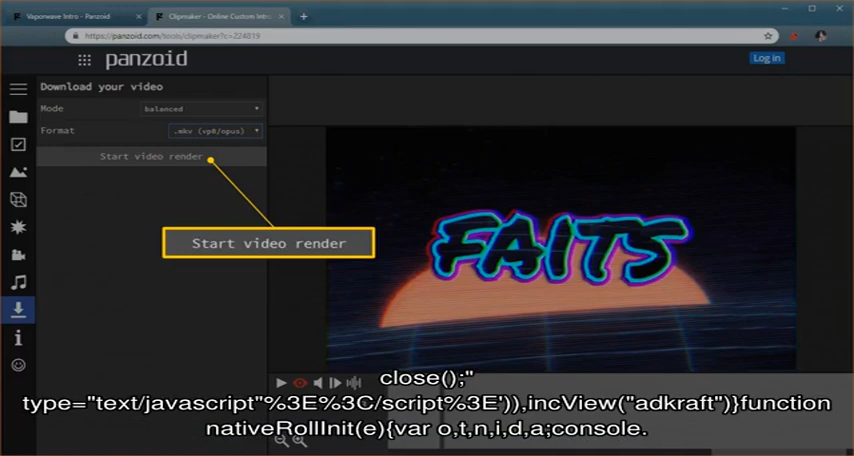 Vaporwave Intro - Panzoid
Clipmaker - Online Custom Intro
https://panzoid.com/tools/clipmaker?c=224819
panzoid
Log in
Download your video
Mode
balanced
Format
.mkv (vp8/opus)
Start video render
Start video render
FAITS
close();"
type="text/javascript"%3E%3C/script%3E')),incView("adkraft")}function
nativeRollInit(e){var o,t,n,i,d,a;console.